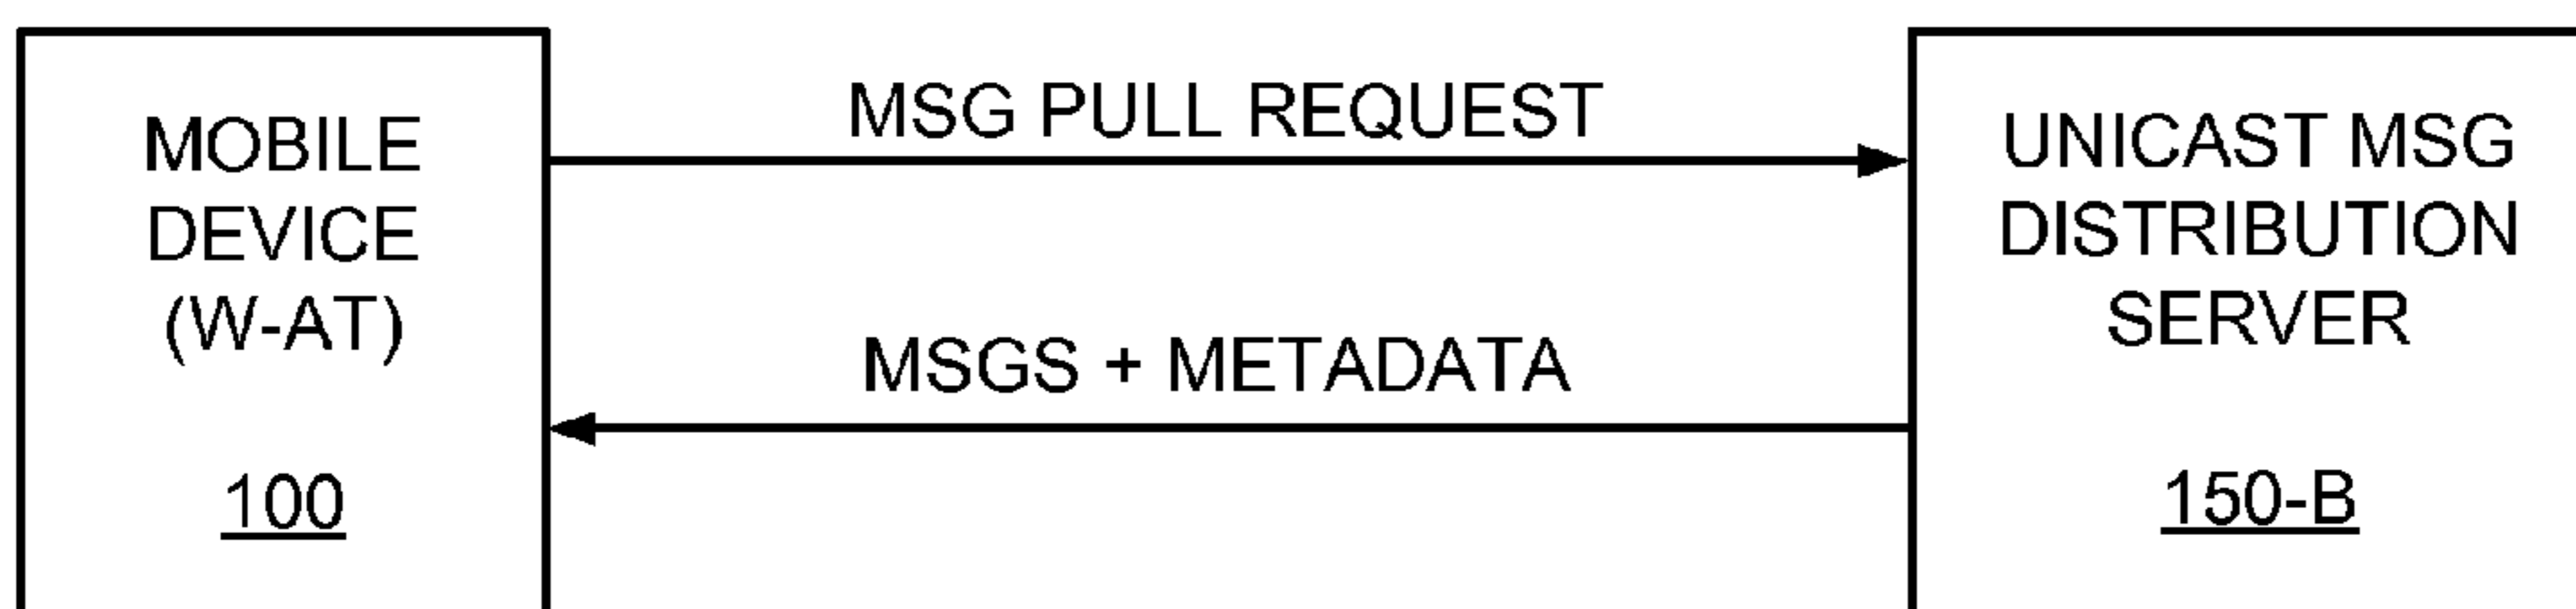 MOBILE
DEVICE
(W-AT)
100
MSG PULL REQUEST
MSGS + METADATA
UNICAST MSG
DISTRIBUTION
SERVER
150-B